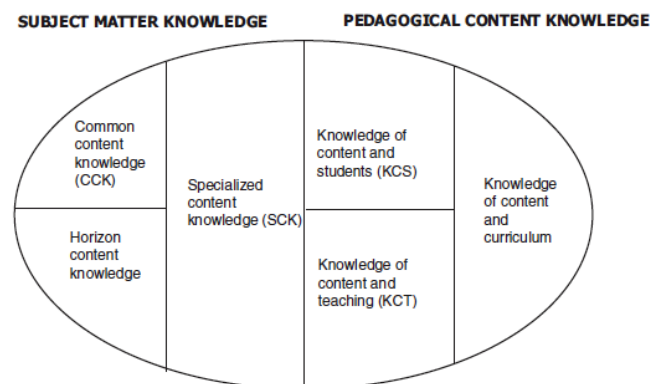 SUBJECT MATTER KNOWLEDGE
PEDAGOGICAL CONTENT KNOWLEDGE
Common
content
knowledge
(CCK)
Horizon
content
knowledge
Specialized
content
knowledge (SCK)
Knowledge of
content and
students (KCS)
Knowledge of
content and
teaching (KCT)
Knowledge
of content
and
curriculum